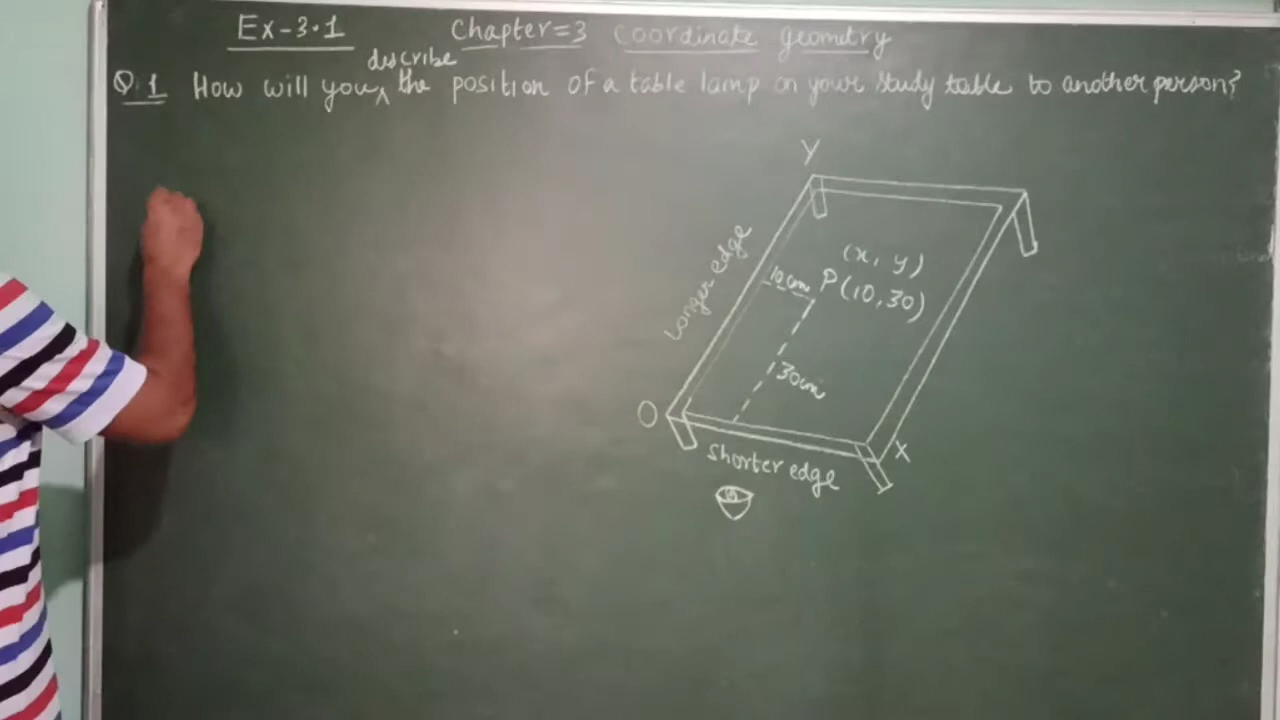 Ex-3.1 Chapter=3 coordinate geometry
describe
Q.1 How will you ^ the position of a table lamp on your study table to another person?
Y
Longer edge
(x, y)
10cm P(10,30)
30cm
O
X
shorter edge